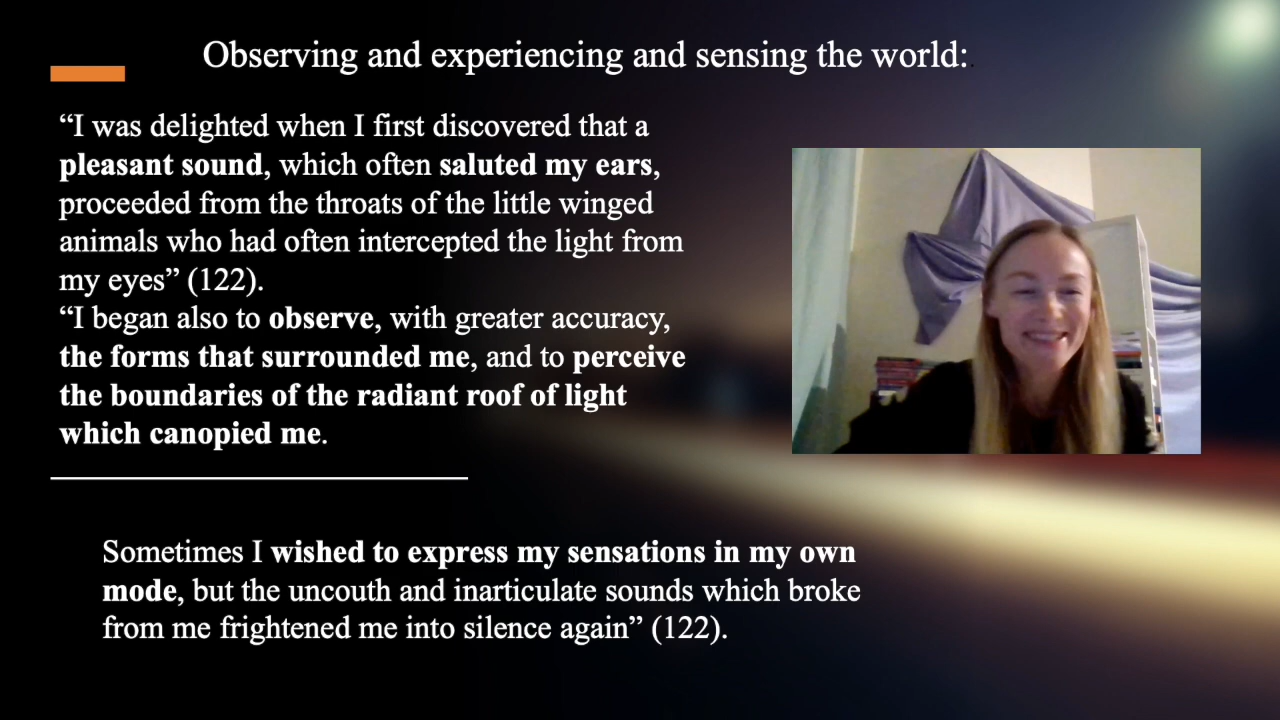 Observing and experiencing and sensing the world:.
“I was delighted when I first discovered that a
pleasant sound, which often saluted my ears,
proceeded from the throats of the little winged
animals who had often intercepted the light from
my eyes” (122).
“I began also to observe, with greater accuracy,
the forms that surrounded me, and to perceive
the boundaries of the radiant roof of light
which canopied me.
Sometimes I wished to express my sensations in my own
mode, but the uncouth and inarticulate sounds which broke
from me frightened me into silence again” (122).